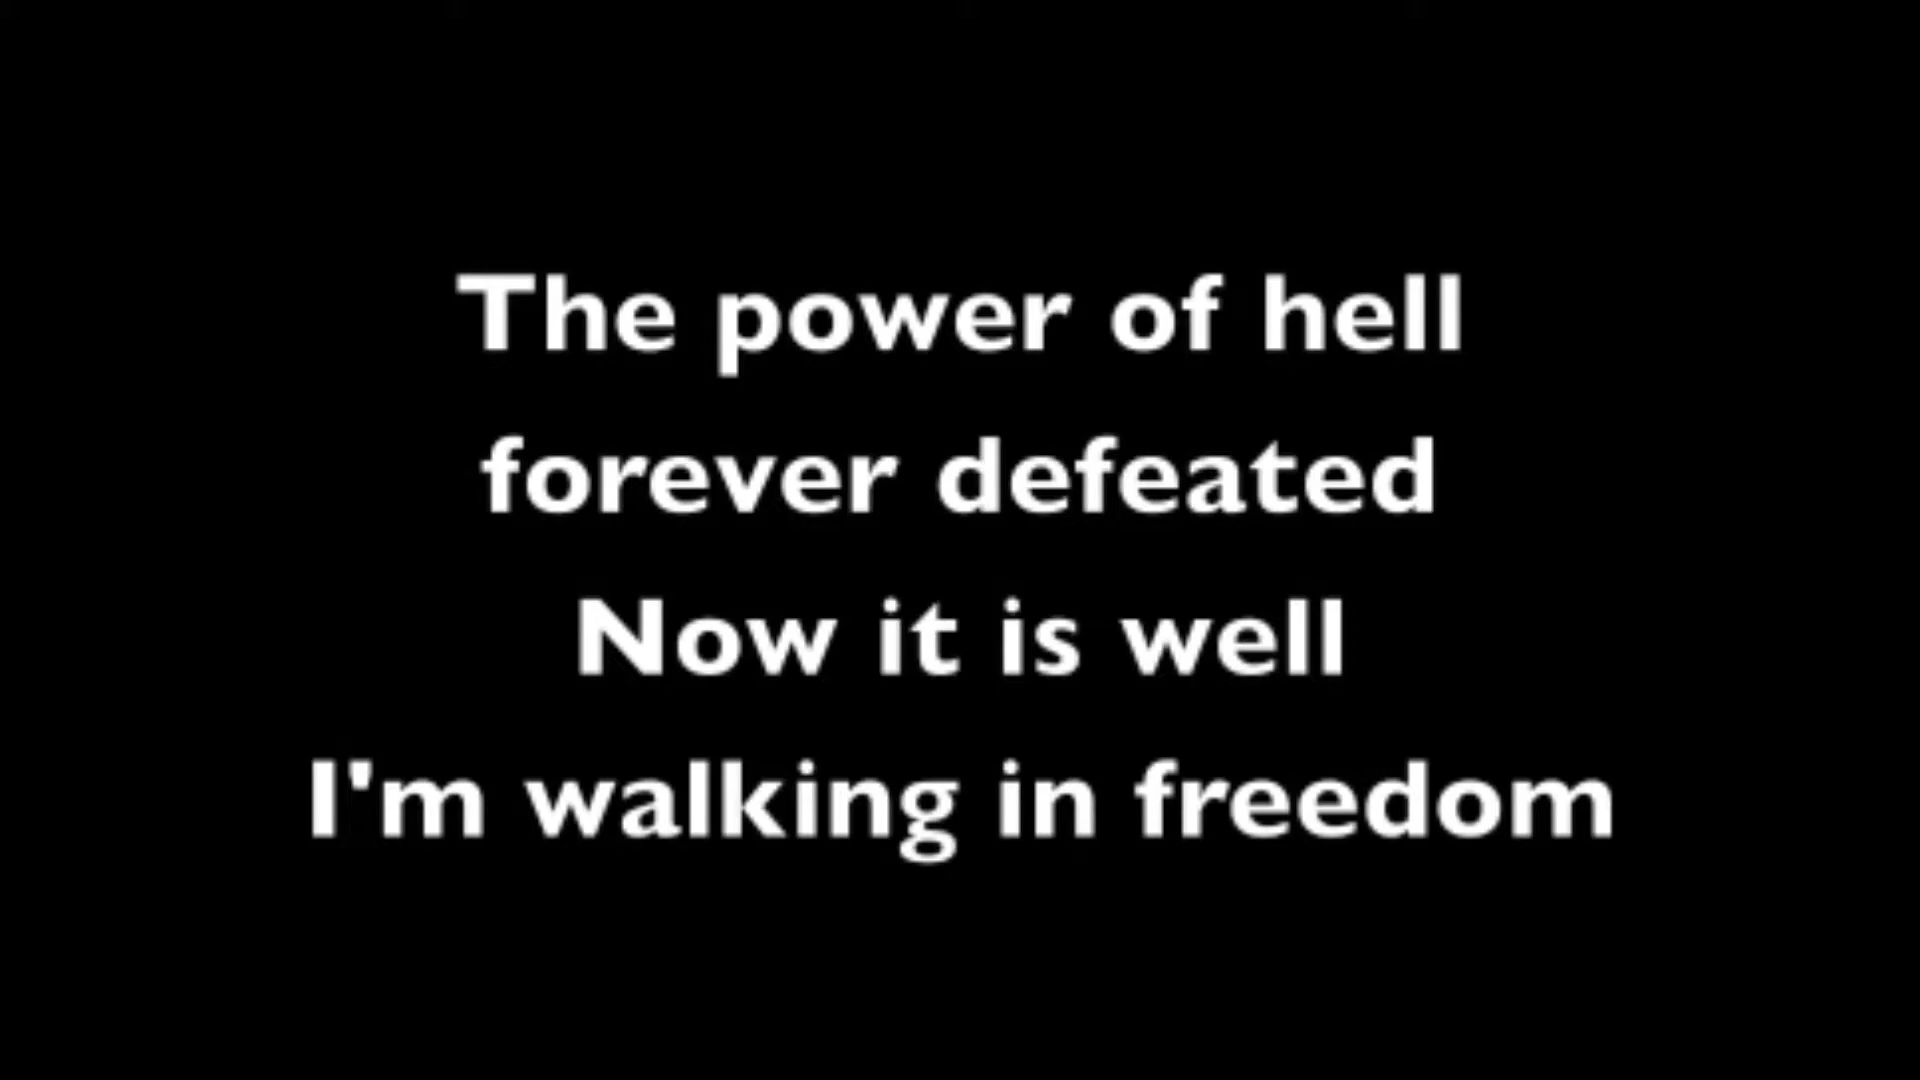 The power of hell
forever defeated
Now it is well
I'm walking in freedom